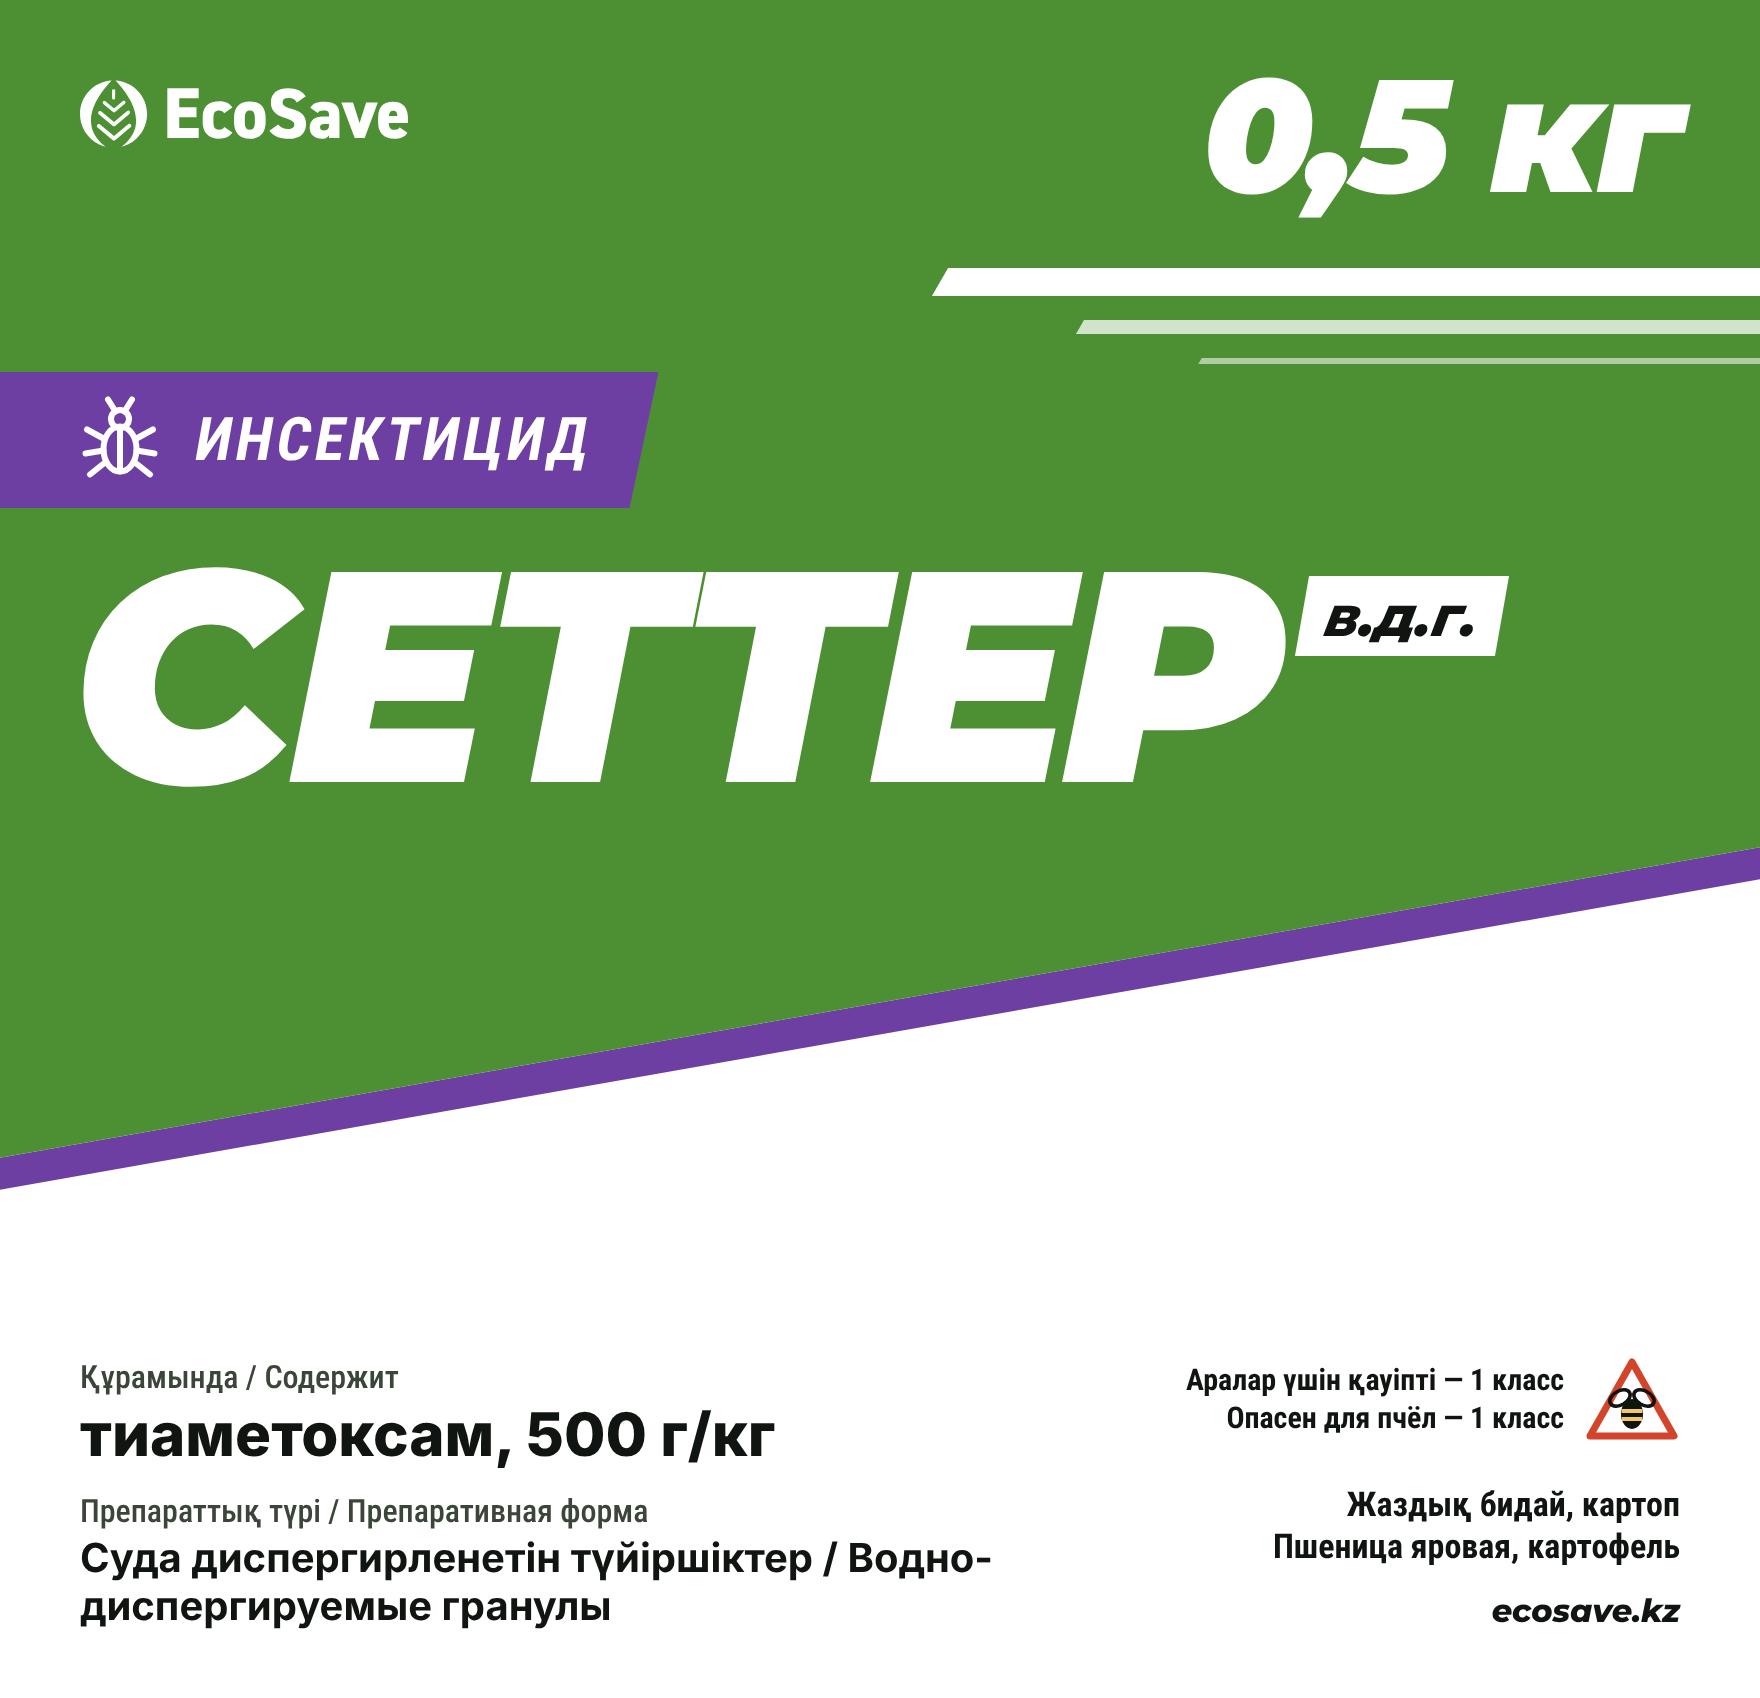 EcoSave
0,5 кг
ИНСЕКТИЦИД
СЕТТЕР
в.д.г.
Құрамында / Содержит
тиаметоксам, 500 г/кг
Препараттық түрі / Препаративная форма
Суда диспергирленетін түйіршіктер / Водно-
диспергируемые гранулы
Аралар үшін қауіпті — 1 класс
Опасен для пчёл — 1 класс
Жаздық бидай, картоп
Пшеница яровая, картофель
ecosave.kz